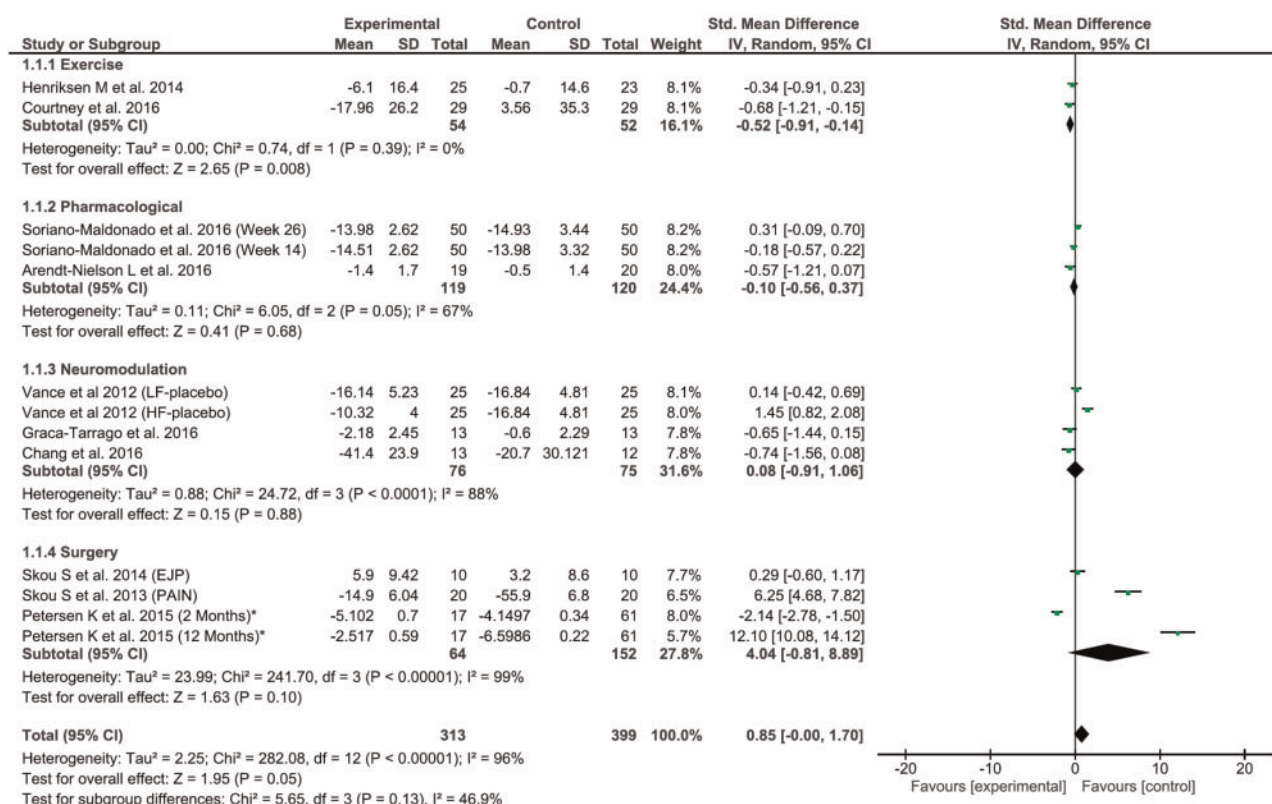 Experimental Control Std. Mean Difference Std. Mean Difference
Study or Subgroup Mean SD Total Mean SD Total Weight IV, Random, 95% CI IV, Random, 95% CI
1.1.1 Exercise
Henriksen M et al. 2014 -6.1 16.4 25 -0.7 14.6 23 8.1% -0.34 [-0.91, 0.23]
Courtney et al. 2016 -17.96 26.2 29 3.56 35.3 29 8.1% -0.68 [-1.21, -0.15]
Subtotal (95% CI) 54 52 16.1% -0.52 [-0.91, -0.14]
Heterogeneity: Tau² = 0.00; Chi² = 0.74, df = 1 (P = 0.39); I² = 0%
Test for overall effect: Z = 2.65 (P = 0.008)
1.1.2 Pharmacological
Soriano-Maldonado et al. 2016 (Week 26) -13.98 2.62 50 -14.93 3.44 50 8.2% 0.31 [-0.09, 0.70]
Soriano-Maldonado et al. 2016 (Week 14) -14.51 2.62 50 -13.98 3.32 50 8.2% -0.18 [-0.57, 0.22]
Arendt-Nielson L et al. 2016 -1.4 1.7 19 -0.5 1.4 20 8.0% -0.57 [-1.21, 0.07]
Subtotal (95% CI) 119 120 24.4% -0.10 [-0.56, 0.37]
Heterogeneity: Tau² = 0.11; Chi² = 6.05, df = 2 (P = 0.05); I² = 67%
Test for overall effect: Z = 0.41 (P = 0.68)
1.1.3 Neuromodulation
Vance et al 2012 (LF-placebo) -16.14 5.23 25 -16.84 4.81 25 8.1% 0.14 [-0.42, 0.69]
Vance et al 2012 (HF-placebo) -10.32 4 25 -16.84 4.81 25 8.0% 1.45 [0.82, 2.08]
Graca-Tarrago et al. 2016 -2.18 2.45 13 -0.6 2.29 13 7.8% -0.65 [-1.44, 0.15]
Chang et al. 2016 -41.4 23.9 13 -20.7 30.121 12 7.8% -0.74 [-1.56, 0.08]
Subtotal (95% CI) 76 75 31.6% 0.08 [-0.91, 1.06]
Heterogeneity: Tau² = 0.88; Chi² = 24.72, df = 3 (P < 0.0001); I² = 88%
Test for overall effect: Z = 0.15 (P = 0.88)
1.1.4 Surgery
Skou S et al. 2014 (EJP) 5.9 9.42 10 3.2 8.6 10 7.7% 0.29 [-0.60, 1.17]
Skou S et al. 2013 (PAIN) -14.9 6.04 20 -55.9 6.8 20 6.3% 6.25 [4.68, 7.82]
Petersen K et al. 2015 (2 Months)* -5.102 0.7 17 -4.1497 0.34 61 8.0% -2.14 [-2.78, -1.50]
Petersen K et al. 2015 (12 Months)* -2.517 0.59 17 -6.5986 0.22 61 5.7% 12.10 [10.08, 14.12]
Subtotal (95% CI) 64 152 27.8% 4.04 [-0.81, 8.89]
Heterogeneity: Tau² = 23.99; Chi² = 241.70, df = 3 (P < 0.00001); I² = 99%
Test for overall effect: Z = 1.63 (P = 0.10)
Total (95% CI) 313 399 100.0% 0.85 [-0.00, 1.70]
Heterogeneity: Tau² = 2.25; Chi² = 282.08, df = 12 (P < 0.00001); I² = 96%
Test for overall effect: Z = 1.95 (P = 0.05)
Test for subgroup differences: Chi² = 5.65, df = 3 (P = 0.13), I² = 46.9%
-20 -10 0 10 20
Favours [experimental] Favours [control]